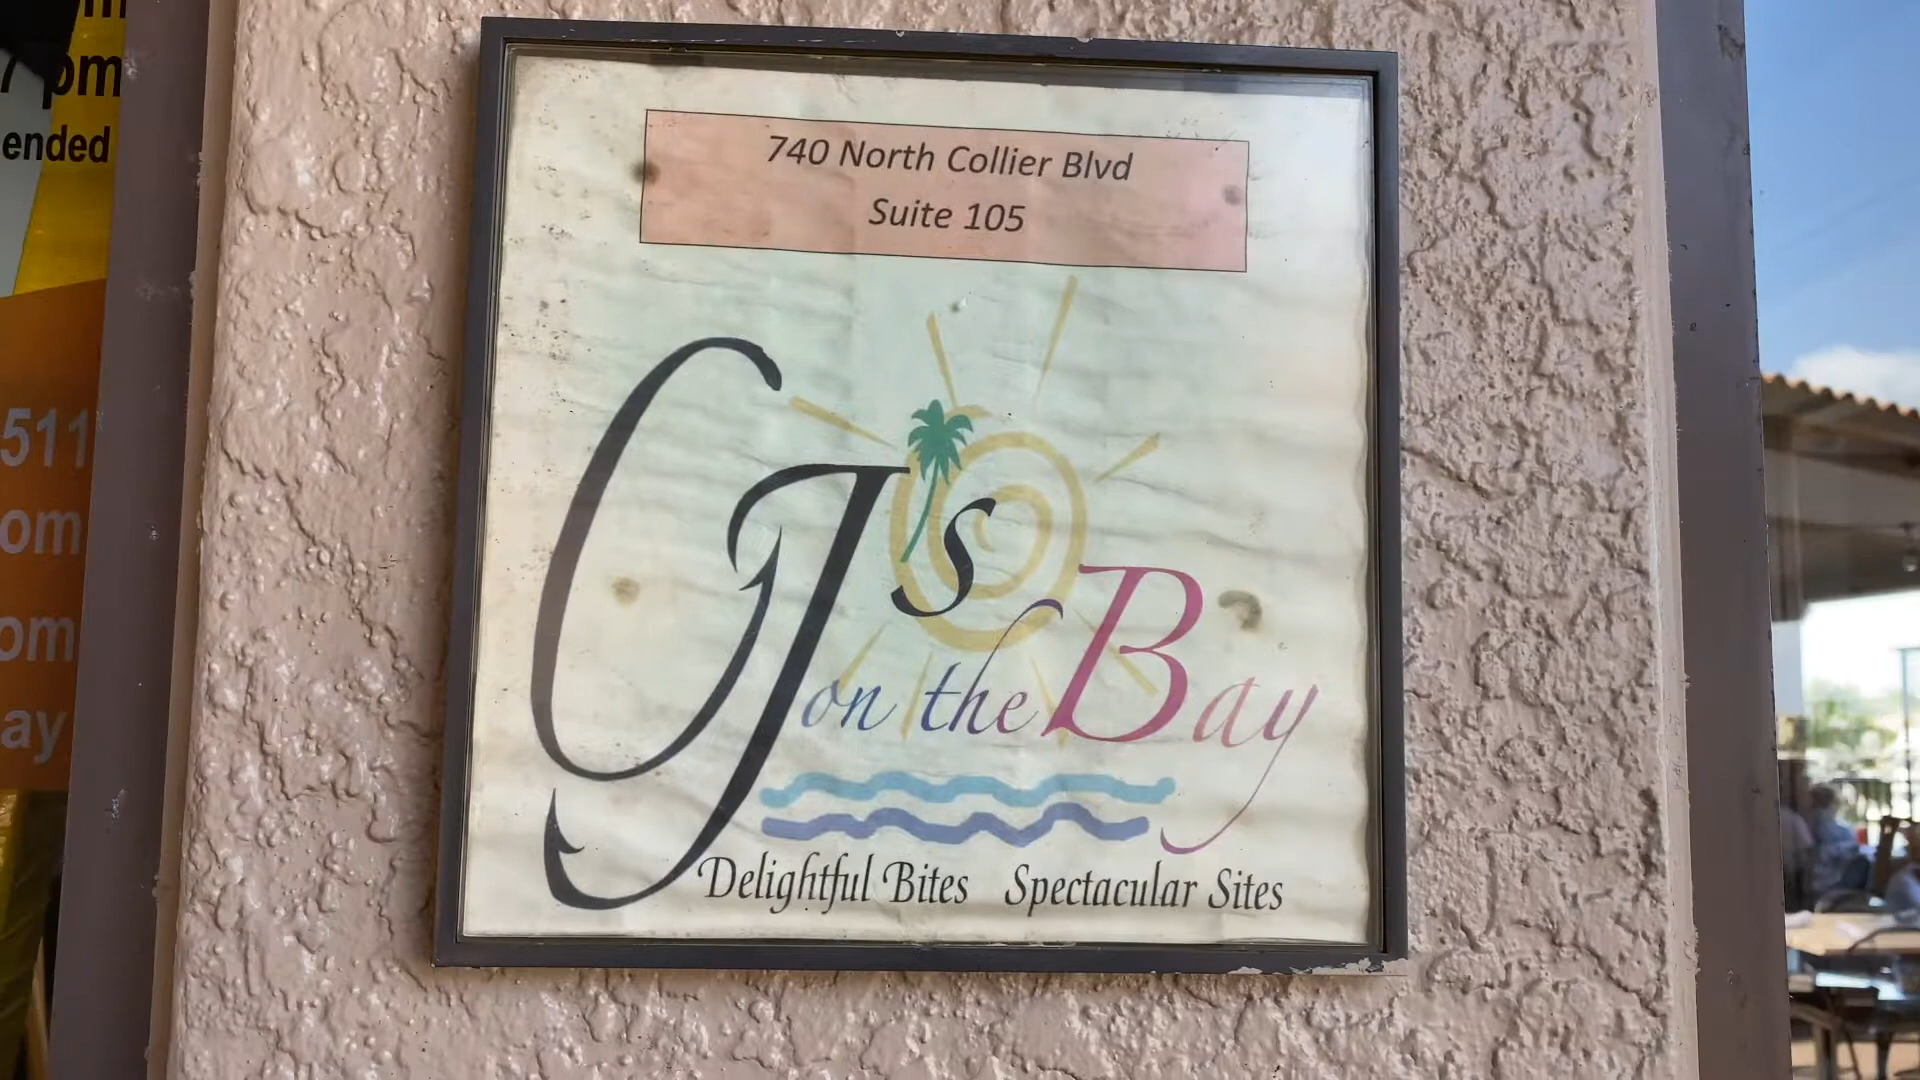 7 pm
ended
511
om
om
ay
740 North Collier Blvd
Suite 105
CJs
on the Bay
Delightful Bites Spectacular Sites